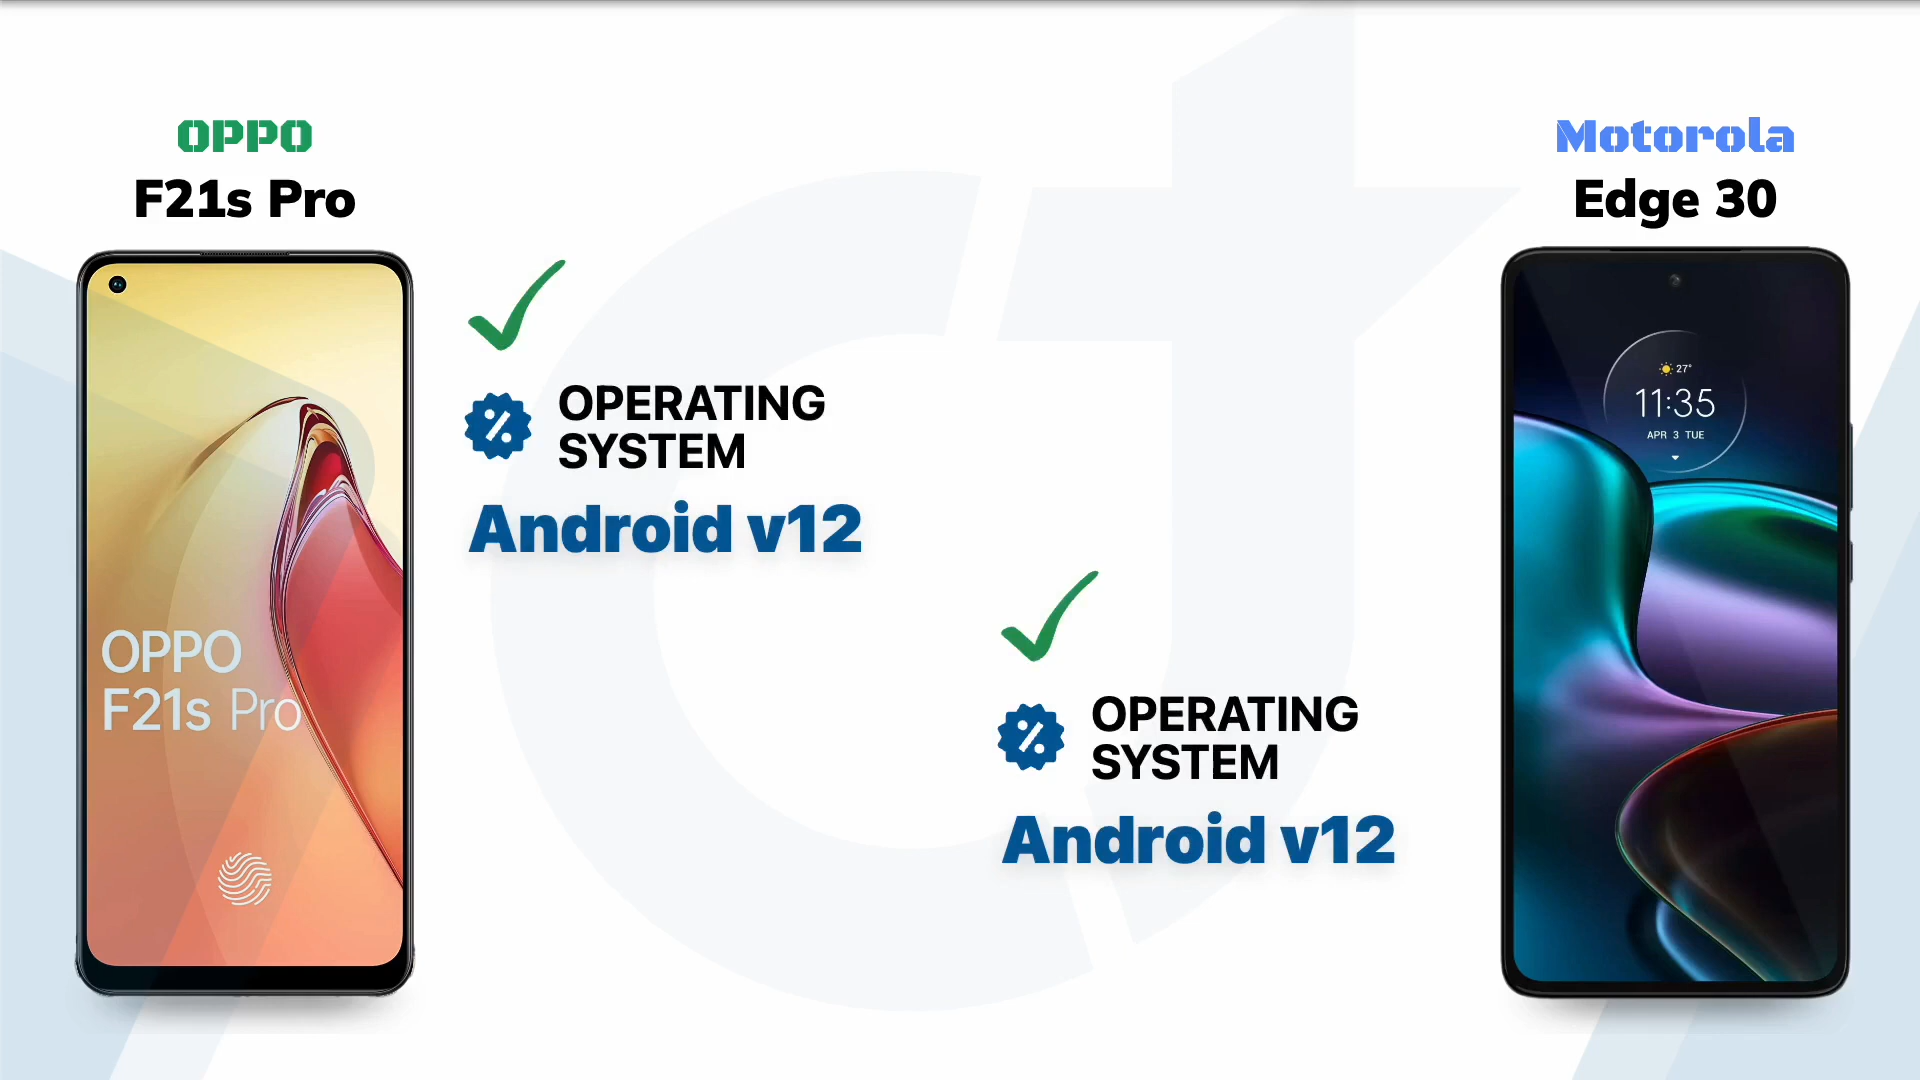 OPPO
F21s Pro
OPERATING
SYSTEM
Android v12
OPPO
F21s Pro
Motorola
Edge 30
27°
11:35
APR 3 TUE
OPERATING
SYSTEM
Android v12